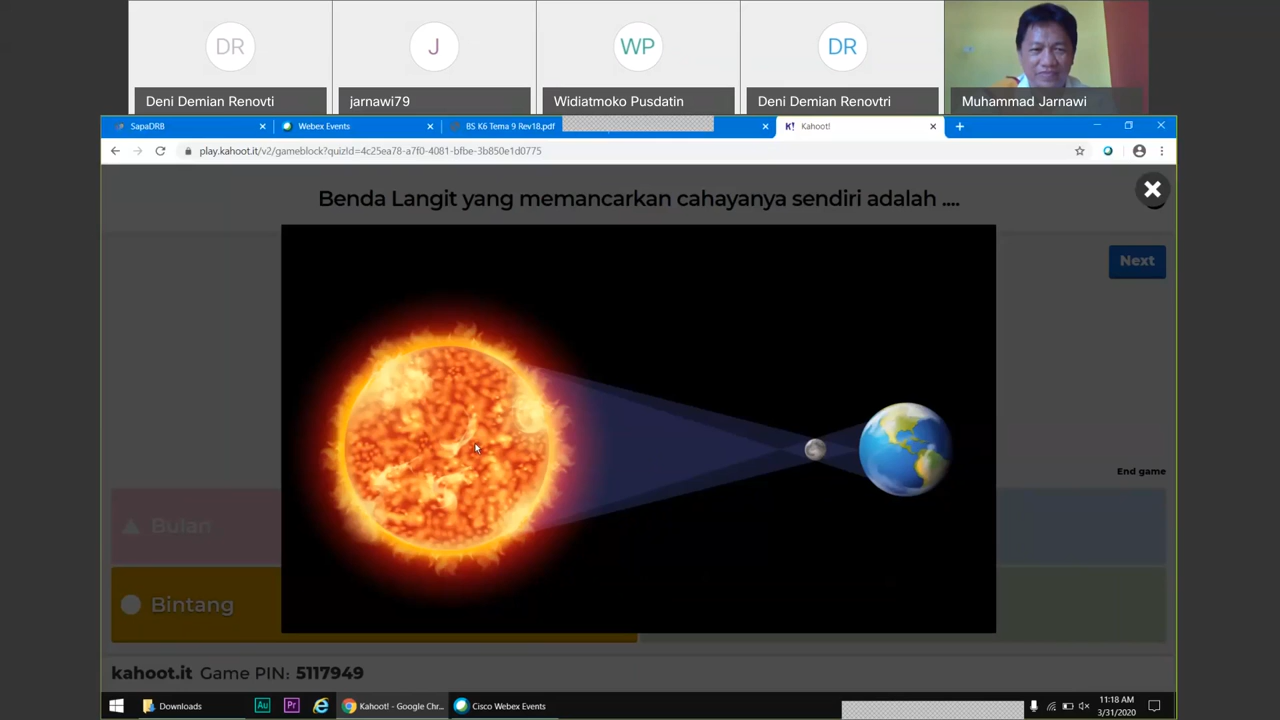 DR
J
WP
DR
Deni Demian Renovti
jarnawi79
Widiatmoko Pusdatin
Deni Demian Renovtri
Muhammad Jarnawi
SapaDRB
Webex Events
BS K6 Tema 9 Rev18.pdf
K! Kahoot!
play.kahoot.it/v2/gameblock?quizId=4c25ea78-a7f0-4081-bfbe-3b850e1d0775
Benda Langit yang memancarkan cahayanya sendiri adalah ....
Next
End game
Bulan
Bintang
kahoot.it Game PIN: 5117949
Downloads
Au
Pr
Kahoot! - Google Chr...
Cisco Webex Events
11:18 AM
3/31/2020